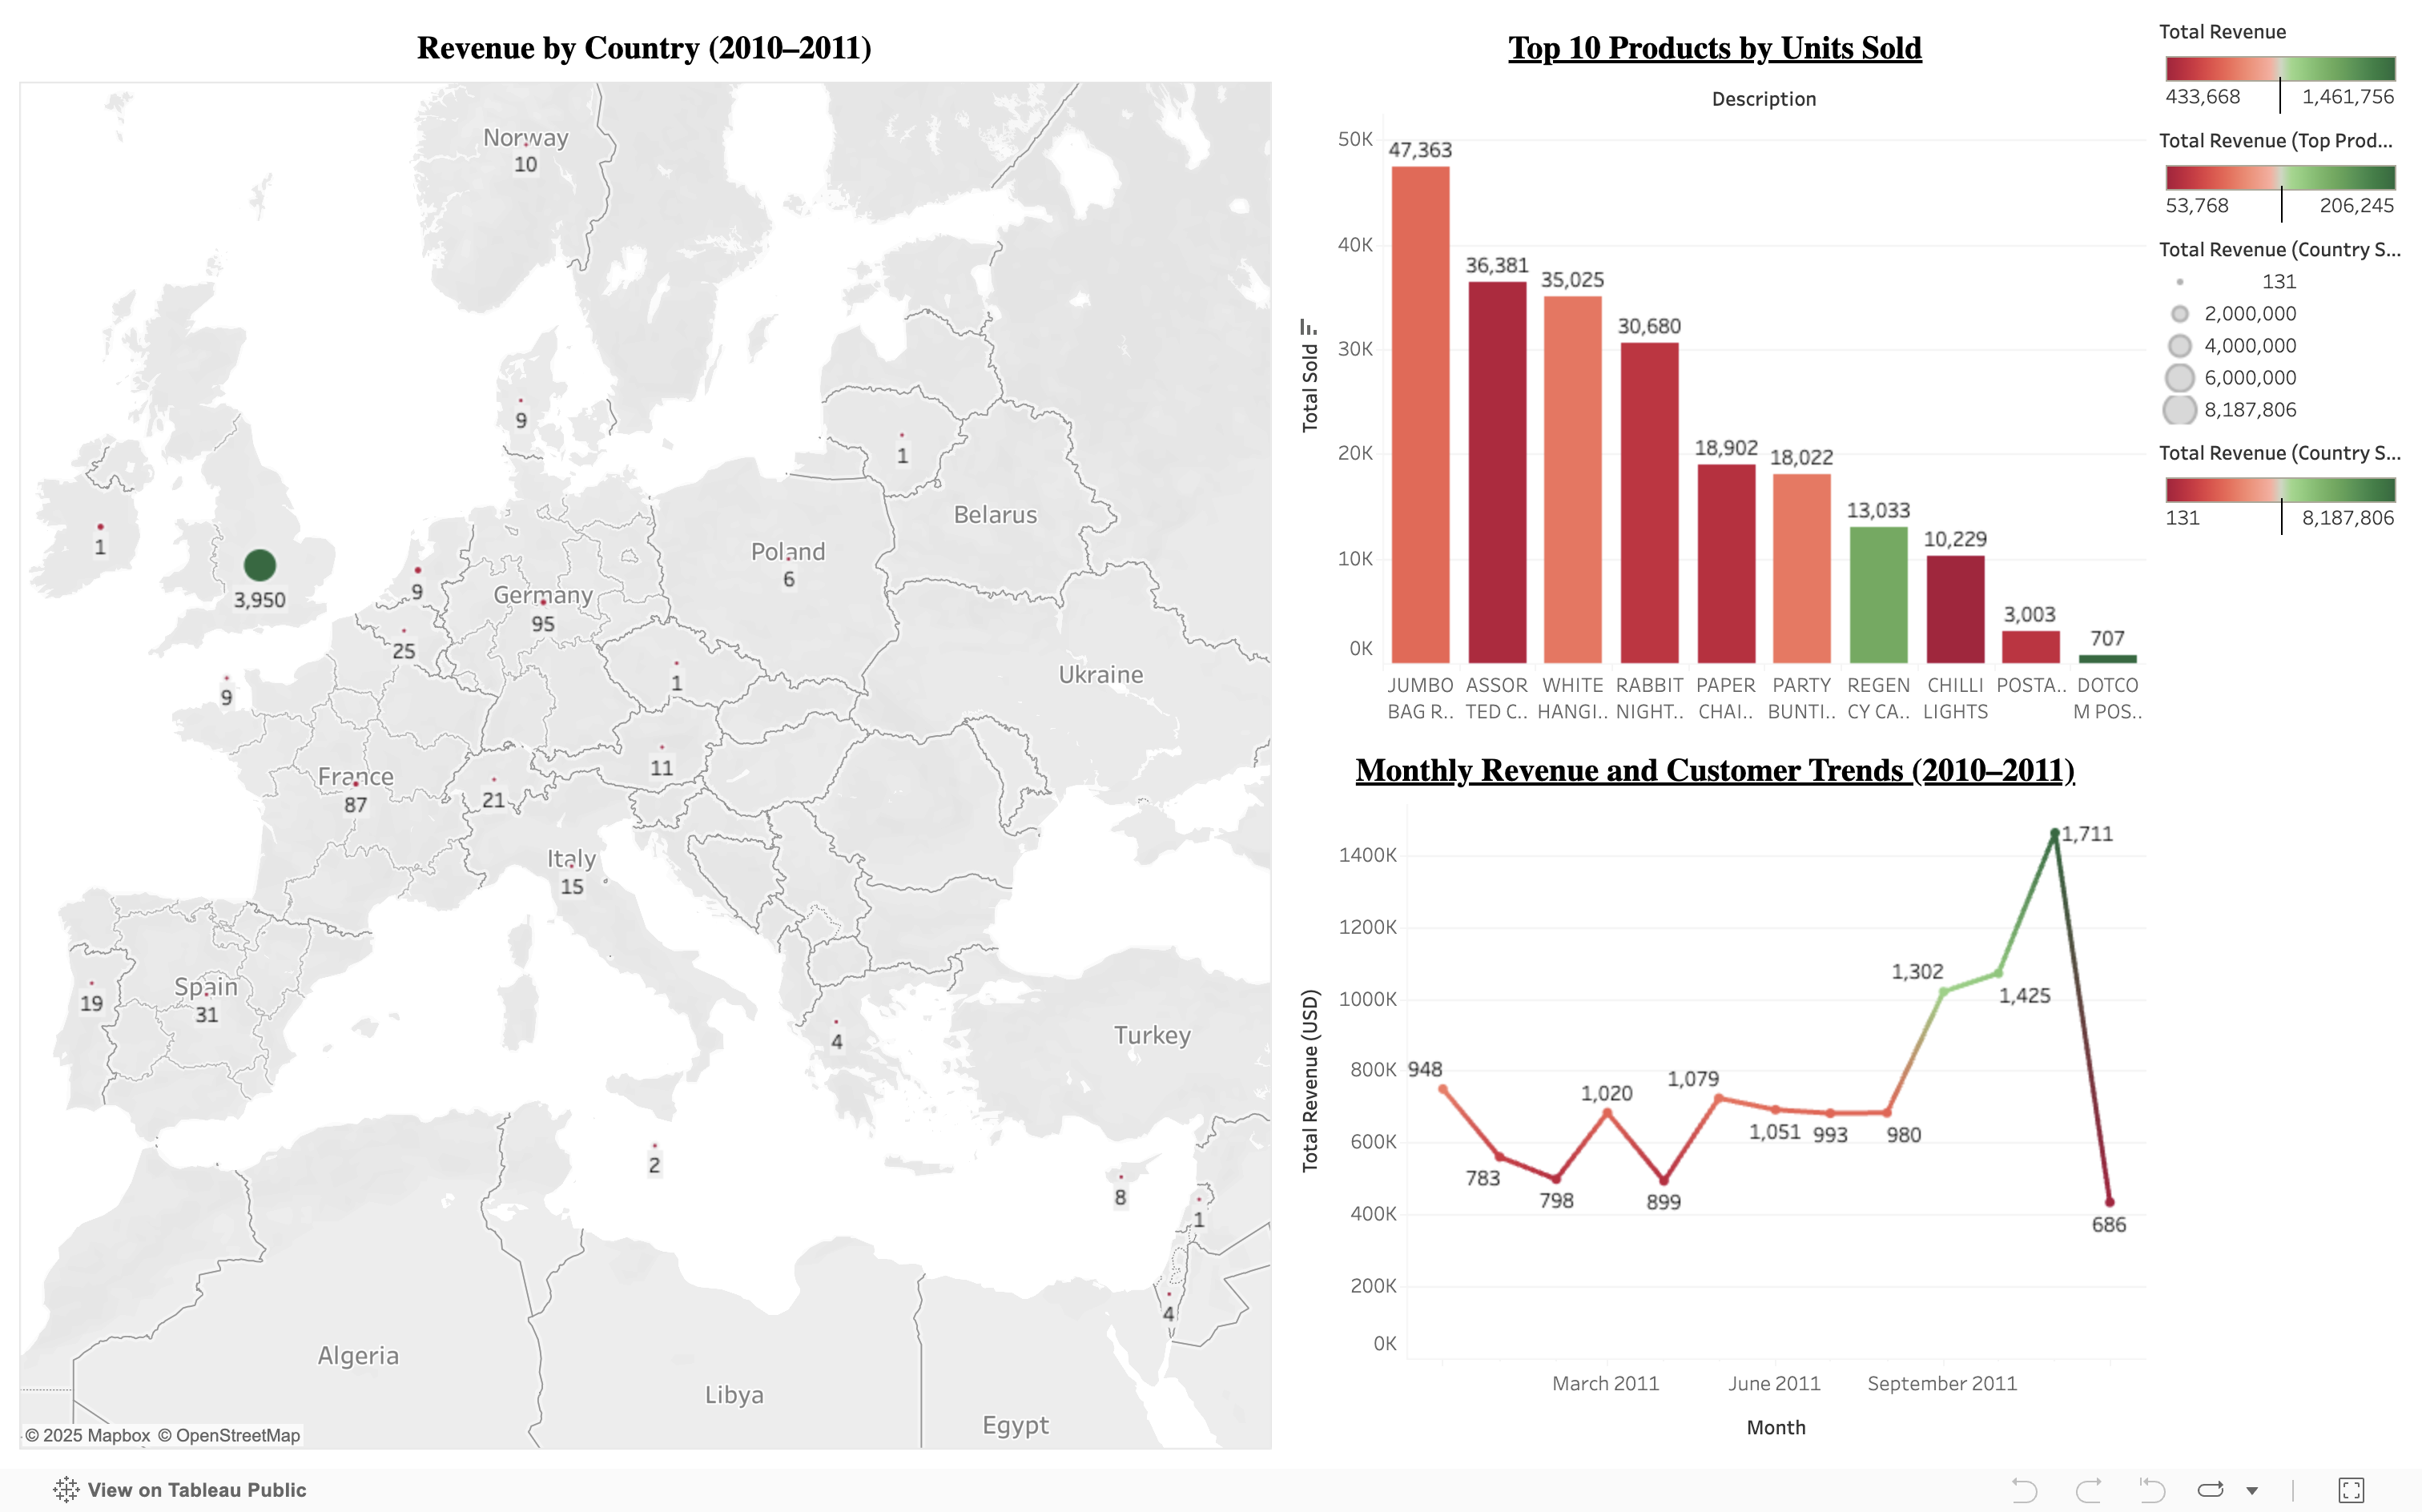 Revenue by Country (2010–2011)
Norway
10
9
1
Belarus
1
3,950
9
Germany
95
Poland
6
25
9
1
Ukraine
11
France
87
21
Italy
15
19
Spain
31
4
Turkey
2
8
1
4
Algeria
Libya
Egypt
© 2025 Mapbox © OpenStreetMap
Top 10 Products by Units Sold
Description
Total Sold
50K
40K
30K
20K
10K
0K
47,363
36,381
35,025
30,680
18,902
18,022
13,033
10,229
3,003
707
JUMBO
BAG R..
ASSOR
TED C..
WHITE
HANGI..
RABBIT
NIGHT..
PAPER
CHAI..
PARTY
BUNTI..
REGEN
CY CA..
CHILLI
LIGHTS
POSTA..
DOTCO
M POS..
Monthly Revenue and Customer Trends (2010–2011)
Total Revenue (USD)
1400K
1200K
1000K
800K
600K
400K
200K
0K
948
783
798
1,020
899
1,079
1,051
993
980
1,302
1,425
1,711
686
March 2011
June 2011
September 2011
Month
Total Revenue
433,668
1,461,756
Total Revenue (Top Prod...
53,768
206,245
Total Revenue (Country S...
131
2,000,000
4,000,000
6,000,000
8,187,806
Total Revenue (Country S...
131
8,187,806
View on Tableau Public